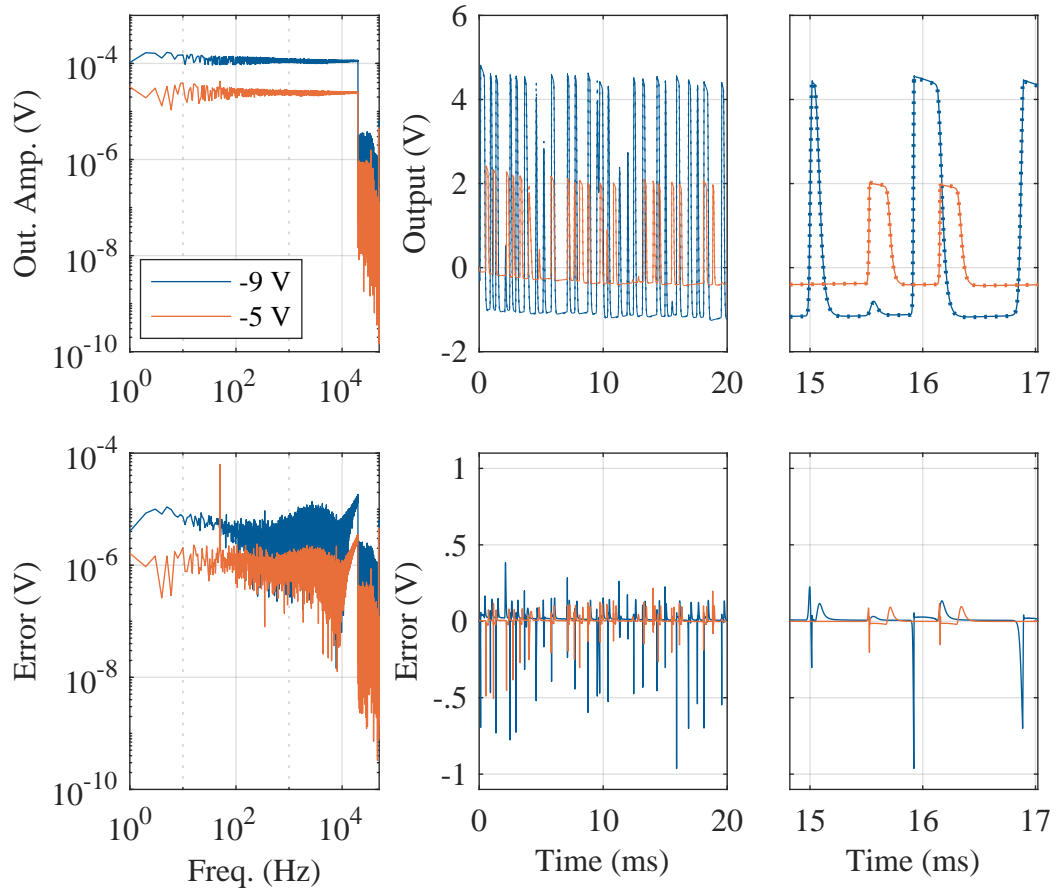 Out. Amp. (V)
10^-4
10^-6
10^-8
10^-10
-9 V
-5 V
10^0 10^2 10^4
Output (V)
6
4
2
0
-2
0 10 20
15 16 17
Error (V)
10^-4
10^-6
10^-8
10^-10
10^0 10^2 10^4
Freq. (Hz)
Error (V)
1
.5
0
-.5
-1
0 10 20
Time (ms)
15 16 17
Time (ms)